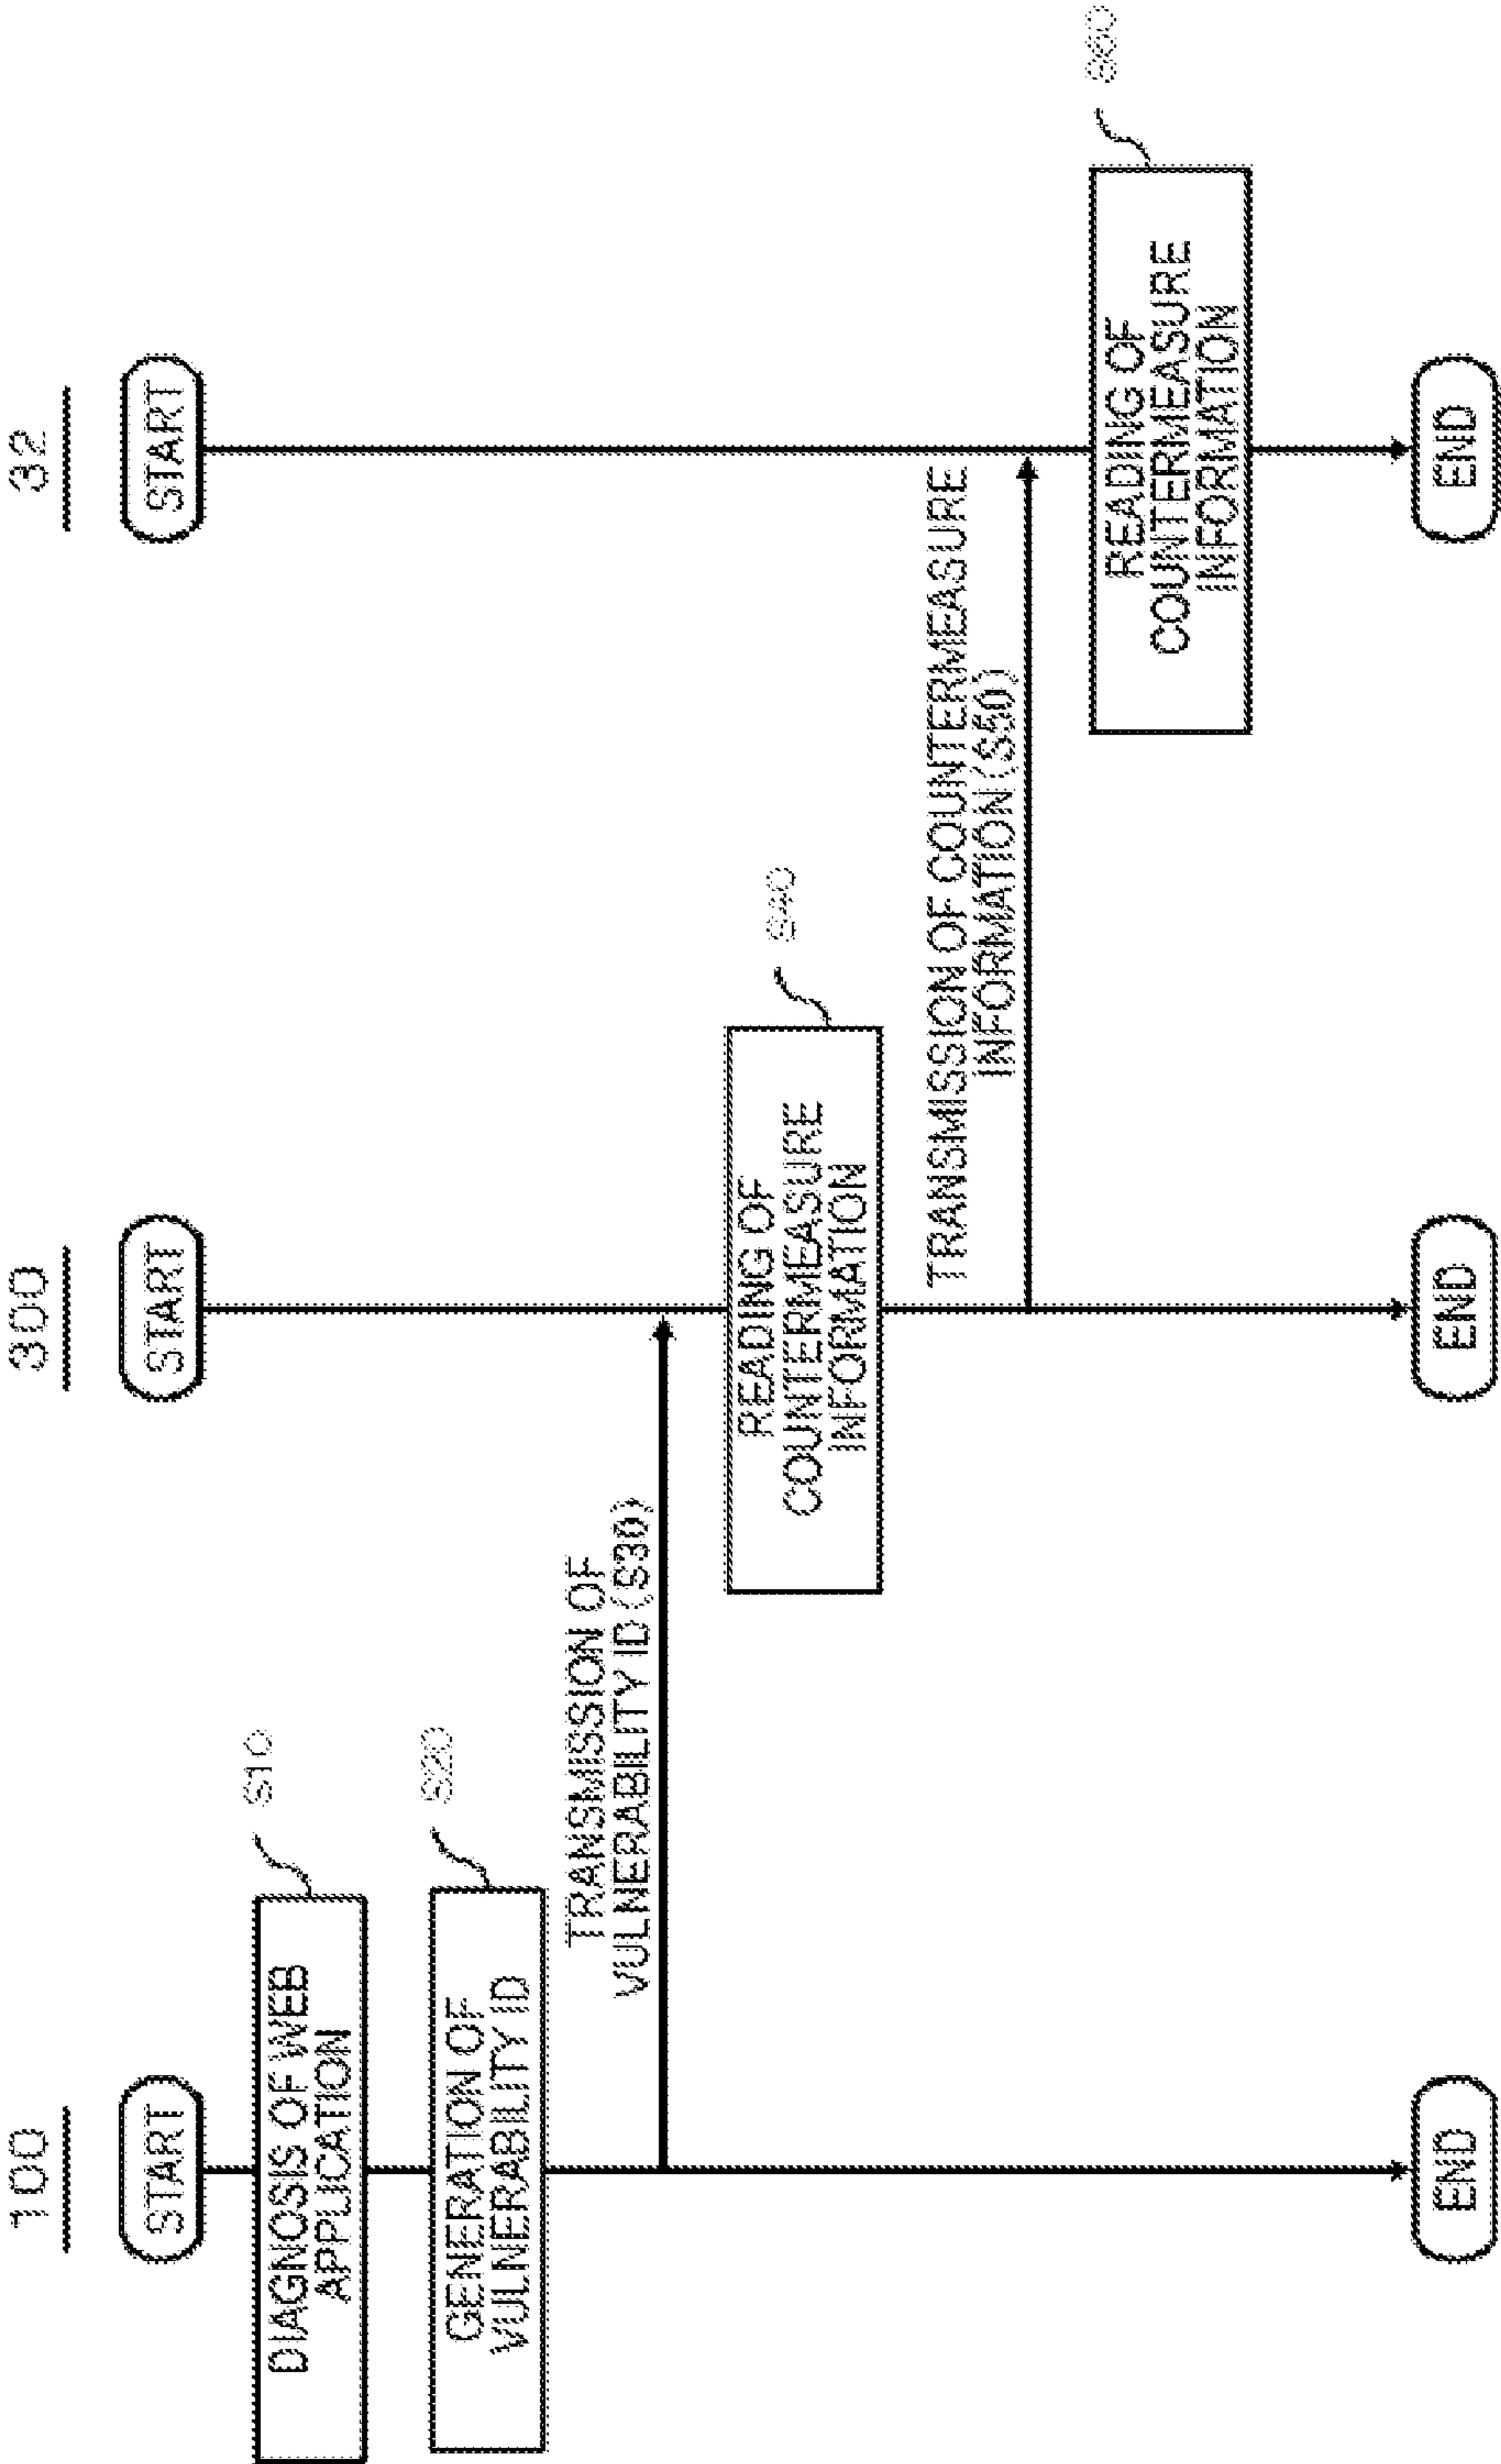 100
300
32
START
START
START
DIAGNOSIS OF WEB
APPLICATION
S10
GENERATION OF
VULNERABILITY ID
S20
TRANSMISSION OF
VULNERABILITY ID (S30)
READING OF
COUNTERMEASURE
INFORMATION
S40
TRANSMISSION OF COUNTERMEASURE
INFORMATION (S50)
READING OF
COUNTERMEASURE
INFORMATION
S60
END
END
END